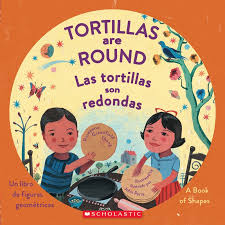 TORTILLAS
are
ROUND
Las tortillas
son
redondas
Un libro
de figuras
geométricas
A Book
of Shapes
SCHOLASTIC